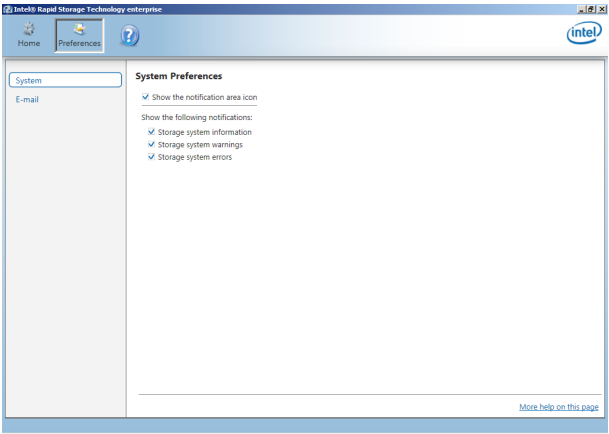 Intel® Rapid Storage Technology enterprise
Home
Preferences
?
intel
System
E-mail
System Preferences
Show the notification area icon
Show the following notifications:
Storage system information
Storage system warnings
Storage system errors
More help on this page